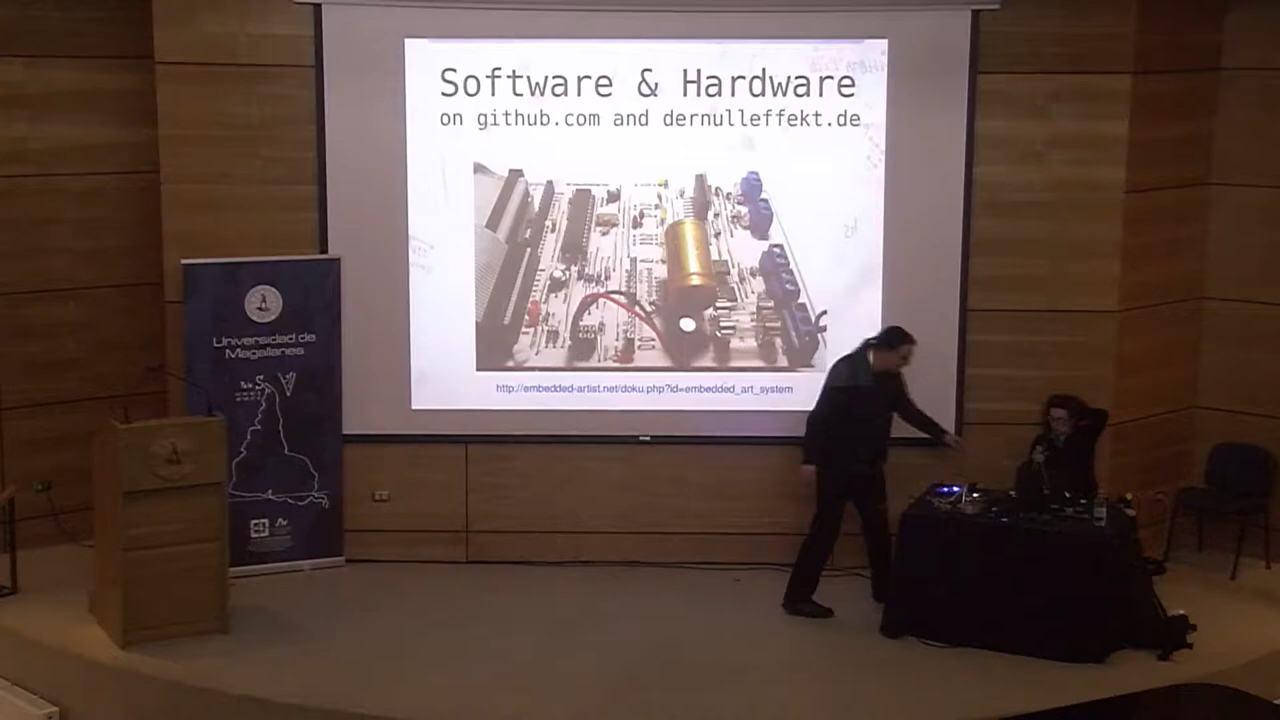 Software & Hardware
on github.com and dernulleffekt.de
http://embedded-artist.net/doku.php?id=embedded_art_system
Universidad de
Magallanes